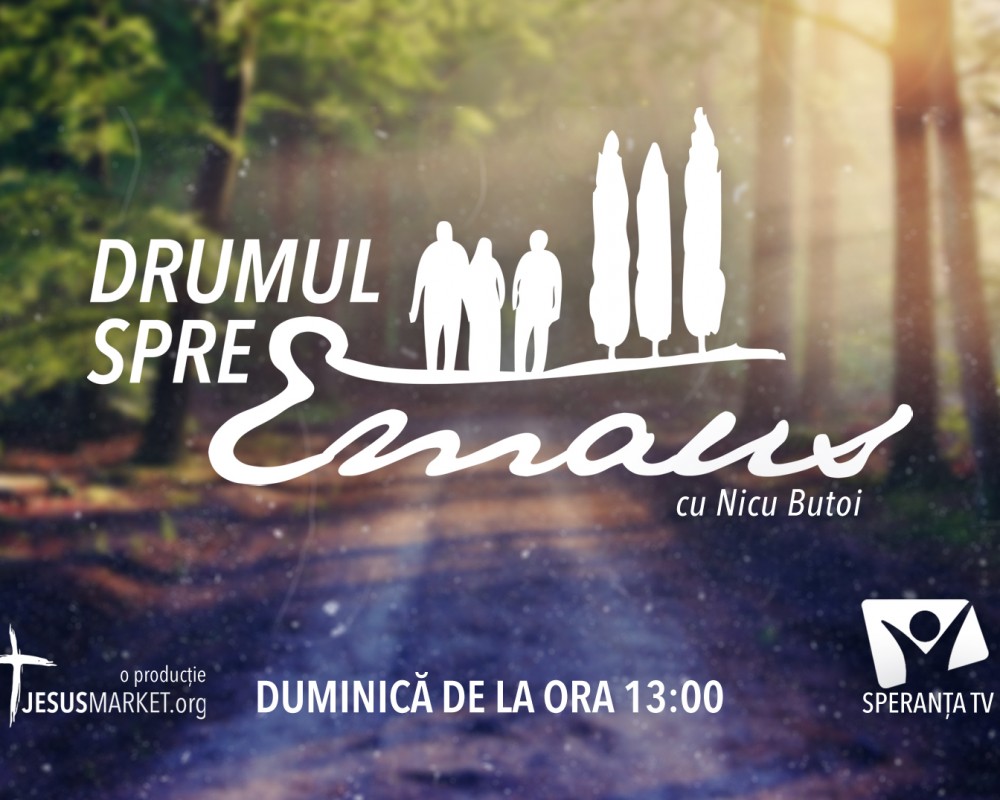 DRUMUL
SPRE
Emaus
cu Nicu Butoi
o producție
JESUSMARKET.org
DUMINICĂ DE LA ORA 13:00
SPERANȚA TV